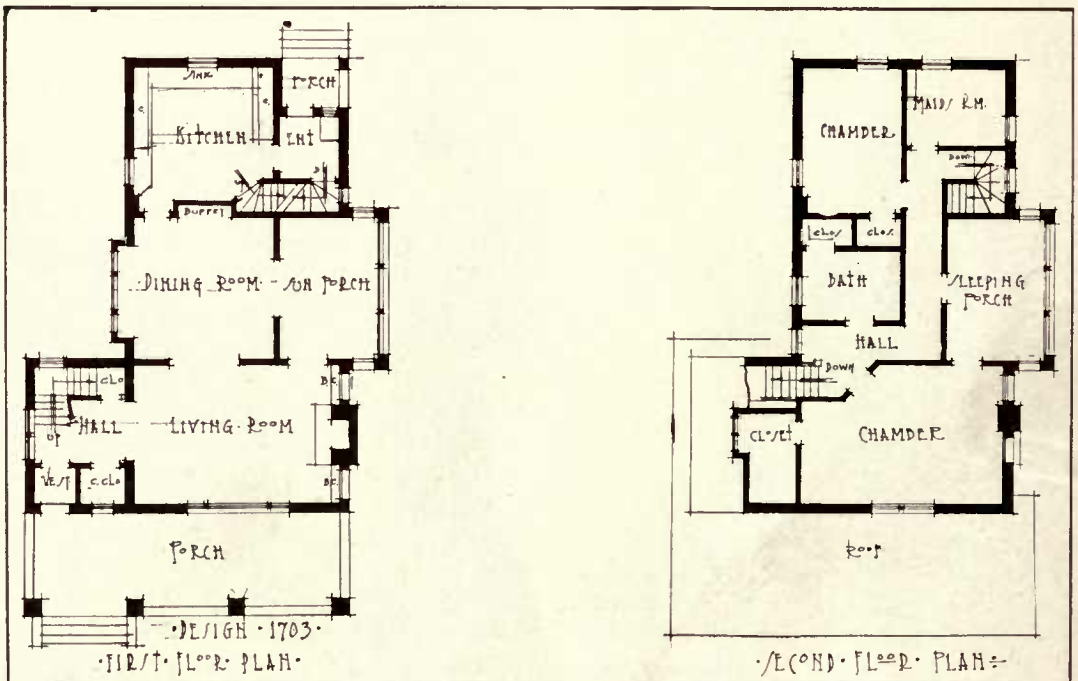 PORCH
SINK
C.
C.
KITCHEN
ENT
D
UP
BUFFET
DINING ROOM
SUN PORCH
CLO
B.C.
HALL
LIVING ROOM
UP
VEST
C.CLO
B.C.
PORCH
·DESIGN · 1703·
·FIRST· FLOOR· PLAN·
MAIDS RM.
CHAMBER
DOWN
CLOS
CLOS.
BATH
SLEEPING
PORCH
HALL
DOWN
CLOSET
CHAMBER
ROOF
·SECOND· FLOOR· PLAN·